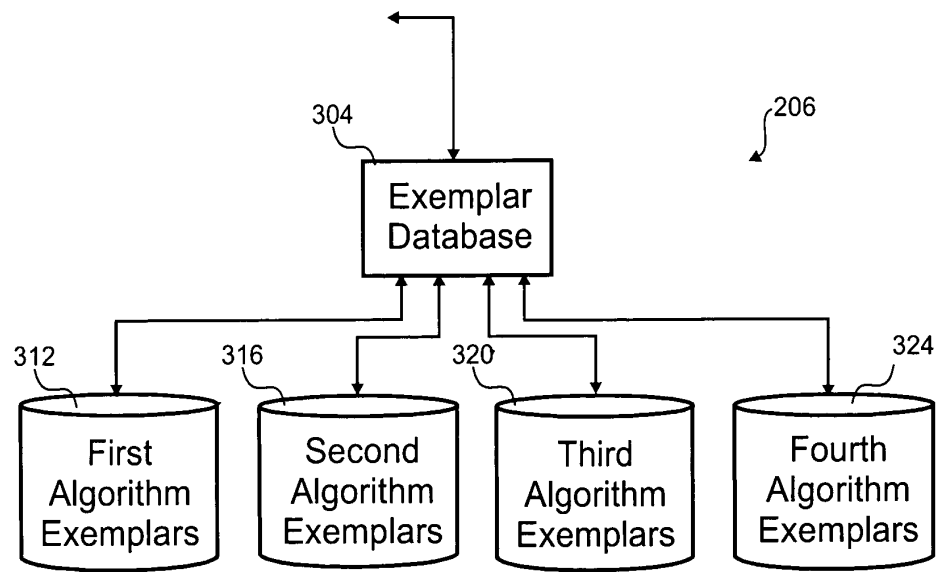 304
206
Exemplar
Database
312
316
320
324
First
Algorithm
Exemplars
Second
Algorithm
Exemplars
Third
Algorithm
Exemplars
Fourth
Algorithm
Exemplars